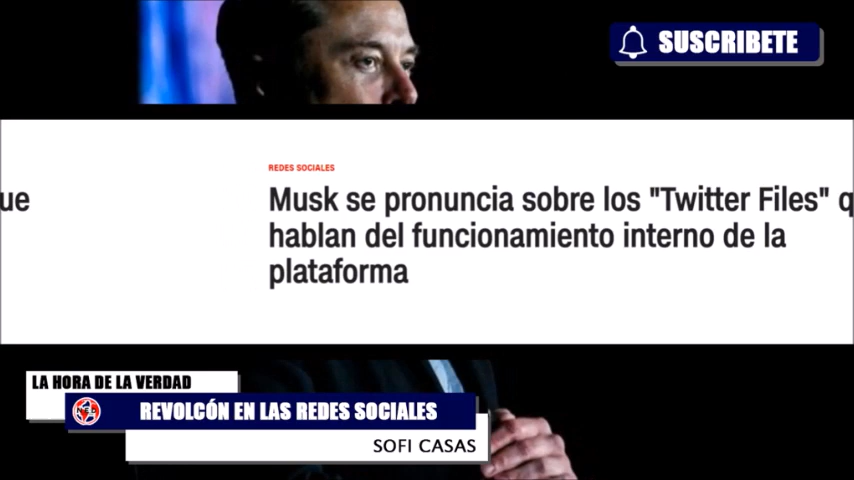 SUSCRIBETE
ue
REDES SOCIALES
Musk se pronuncia sobre los "Twitter Files" q
hablan del funcionamiento interno de la
plataforma
LA HORA DE LA VERDAD
REVOLCÓN EN LAS REDES SOCIALES
SOFI CASAS